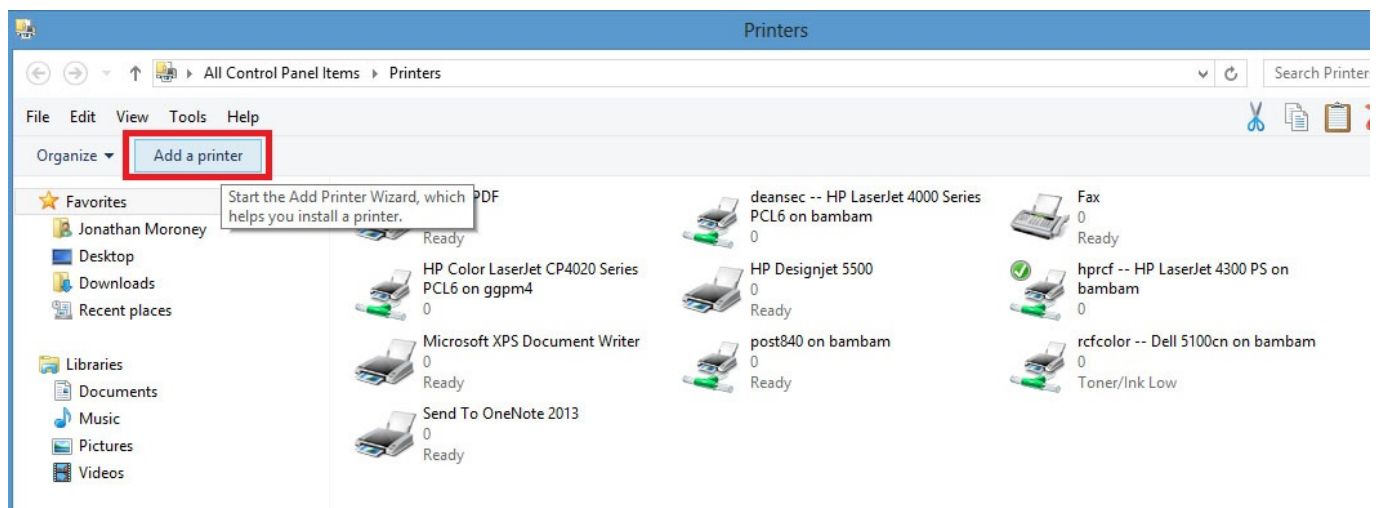 Printers
All Control Panel Items ▸ Printers
Search Printer
File Edit View Tools Help
Organize Add a printer
Start the Add Printer Wizard, which
helps you install a printer.
Favorites
Jonathan Moroney
Desktop
Downloads
Recent places
Libraries
Documents
Music
Pictures
Videos
PDF
Ready
deansec -- HP LaserJet 4000 Series
PCL6 on bambam
0
Fax
0
Ready
HP Color LaserJet CP4020 Series
PCL6 on ggpm4
0
HP Designjet 5500
0
Ready
hprcf -- HP LaserJet 4300 PS on
bambam
0
Microsoft XPS Document Writer
0
Ready
post840 on bambam
0
Ready
rcfcolor -- Dell 5100cn on bambam
0
Toner/Ink Low
Send To OneNote 2013
0
Ready